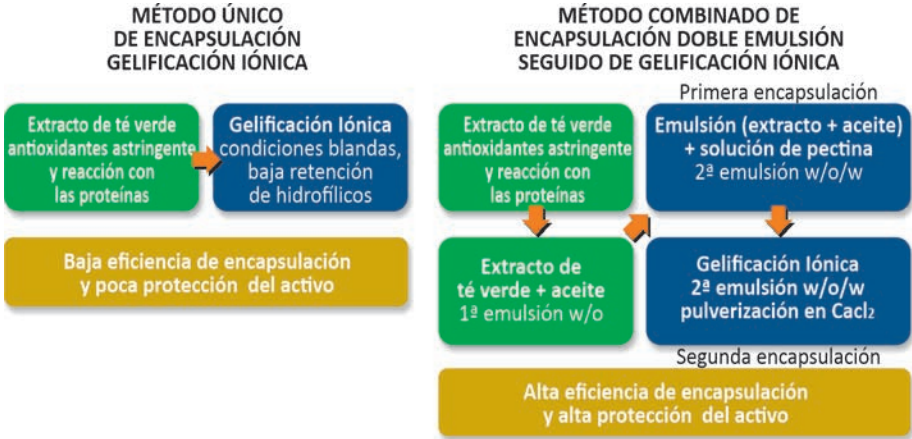 MÉTODO ÚNICO
DE ENCAPSULACIÓN
GELIFICACIÓN IÓNICA
Extracto de té verde
antioxidantes astringente
y reacción con
las proteínas
Gelificación Iónica
condiciones blandas,
baja retención
de hidrofílicos
Baja eficiencia de encapsulación
y poca protección del activo
MÉTODO COMBINADO DE
ENCAPSULACIÓN DOBLE EMULSIÓN
SEGUIDO DE GELIFICACIÓN IÓNICA
Primera encapsulación
Extracto de té verde
antioxidantes astringente
y reacción con
las proteínas
Emulsión (extracto + aceite)
+ solución de pectina
2ª emulsión w/o/w
Extracto de
té verde + aceite
1ª emulsión w/o
Gelificación Iónica
2ª emulsión w/o/w
pulverización en Cacl₂
Segunda encapsulación
Alta eficiencia de encapsulación
y alta protección del activo